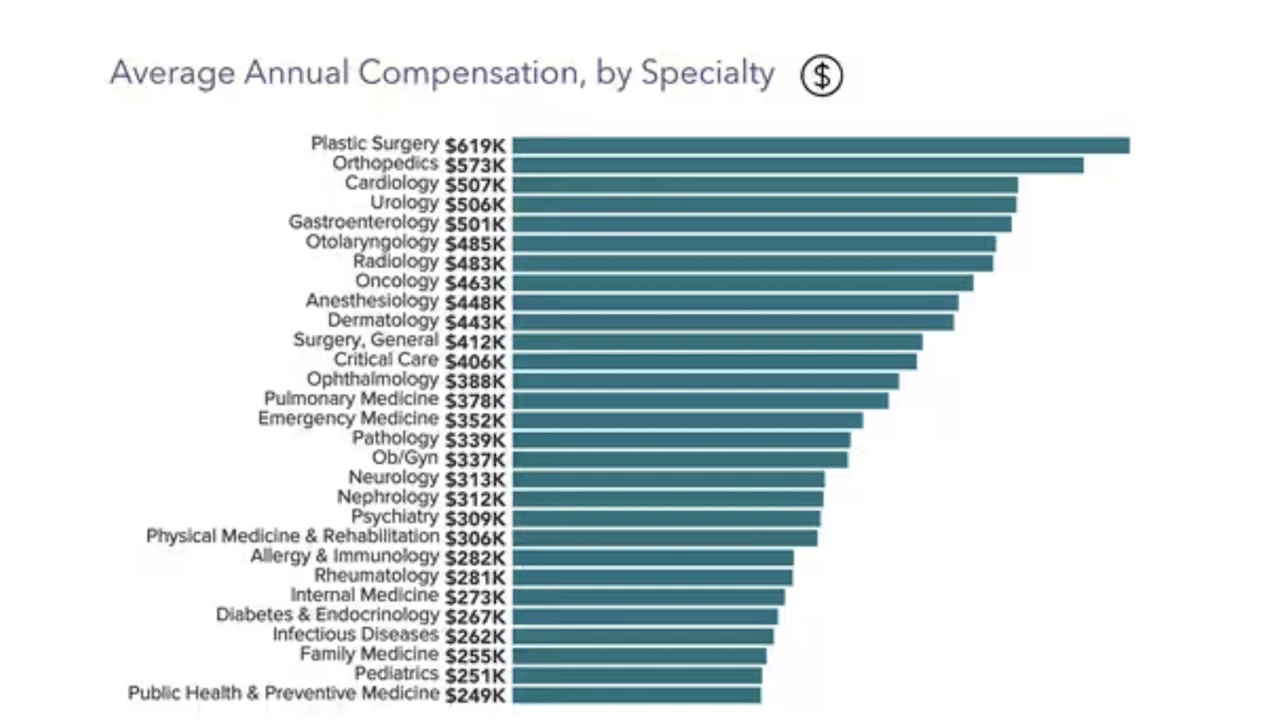 Average Annual Compensation, by Specialty $
Plastic Surgery $619K
Orthopedics $573K
Cardiology $507K
Urology $506K
Gastroenterology $501K
Otolaryngology $485K
Radiology $483K
Oncology $463K
Anesthesiology $448K
Dermatology $443K
Surgery, General $412K
Critical Care $406K
Ophthalmology $388K
Pulmonary Medicine $378K
Emergency Medicine $352K
Pathology $339K
Ob/Gyn $337K
Neurology $313K
Nephrology $312K
Psychiatry $309K
Physical Medicine & Rehabilitation $306K
Allergy & Immunology $282K
Rheumatology $281K
Internal Medicine $273K
Diabetes & Endocrinology $267K
Infectious Diseases $262K
Family Medicine $255K
Pediatrics $251K
Public Health & Preventive Medicine $249K